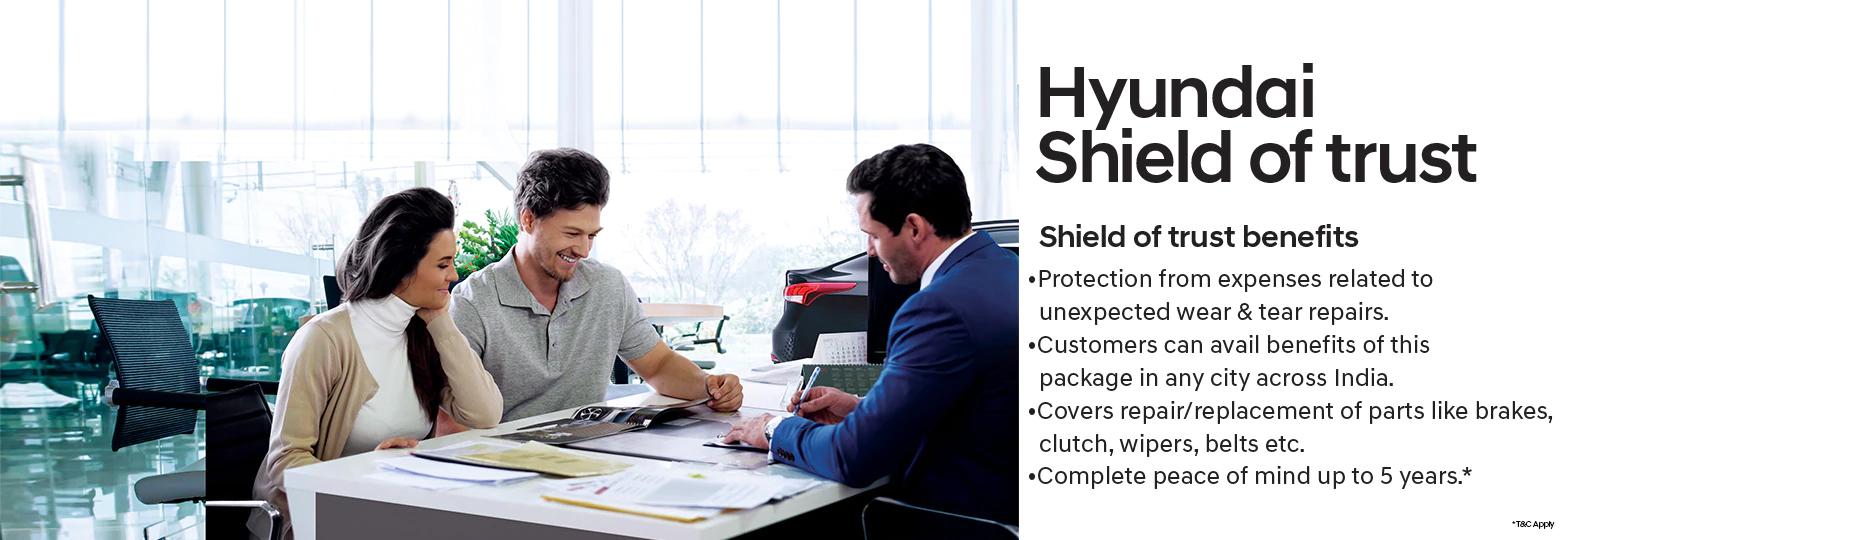 Hyundai
Shield of trust
Shield of trust benefits
•Protection from expenses related to
unexpected wear & tear repairs.
•Customers can avail benefits of this
package in any city across India.
•Covers repair/replacement of parts like brakes,
clutch, wipers, belts etc.
•Complete peace of mind up to 5 years.*
*T&C Apply